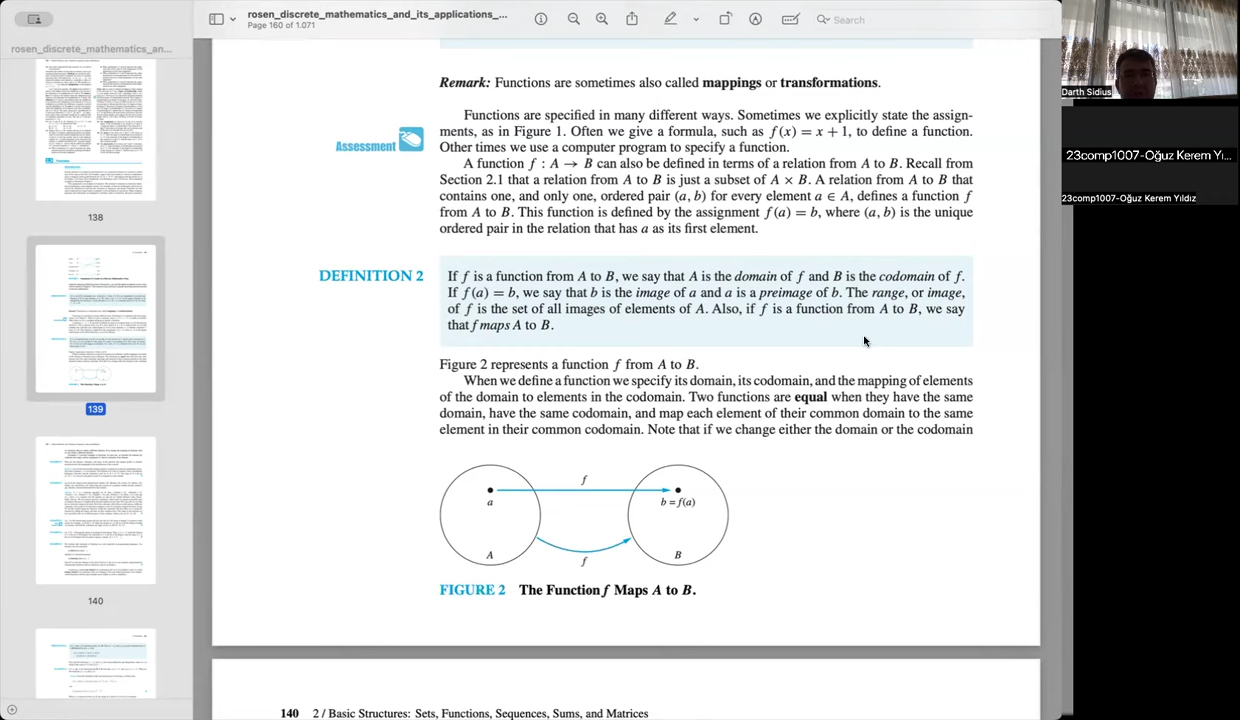 rosen_discrete_mathematics_and_its_applications_...
Page 160 of 1.071
Search
rosen_discrete_mathematics_and_its_applications_an...
138
139
140
Remark: Functions are sometimes also called mappings or transformations.
Functions are specified in many different ways. Sometimes we explicitly state the assign-
ments, as in Figure 1. Often we give a formula, such as f(x) = x + 1, to define a function.
Other times we use a computer program to specify a function.
Assessment
A function f : A → B can also be defined in terms of a relation from A to B. Recall from
Section 2.1 that a relation from A to B is just a subset of A × B. A relation from A to B that
contains one, and only one, ordered pair (a, b) for every element a ∈ A, defines a function f
from A to B. This function is defined by the assignment f(a) = b, where (a, b) is the unique
ordered pair in the relation that has a as its first element.
DEFINITION 2
If f is a function from A to B, we say that A is the domain of f and B is the codomain of f.
If f(a) = b, we say that b is the image of a and a is a preimage of b. The range, or image,
of f is the set of all images of elements of A. Also, if f is a function from A to B, we say
that f maps A to B.
Figure 2 represents a function f from A to B.
When we define a function we specify its domain, its codomain, and the mapping of elements
of the domain to elements in the codomain. Two functions are equal when they have the same
domain, have the same codomain, and map each element of their common domain to the same
element in their common codomain. Note that if we change either the domain or the codomain
f
a
b = f(a)
A
f
B
FIGURE 2 The Function f Maps A to B.
140 2 / Basic Structures: Sets, Functions, Sequences, Sums, and Matrices
Darth Sidius
23comp1007-Oğuz Kerem Yı...
23comp1007-Oğuz Kerem Yıldız